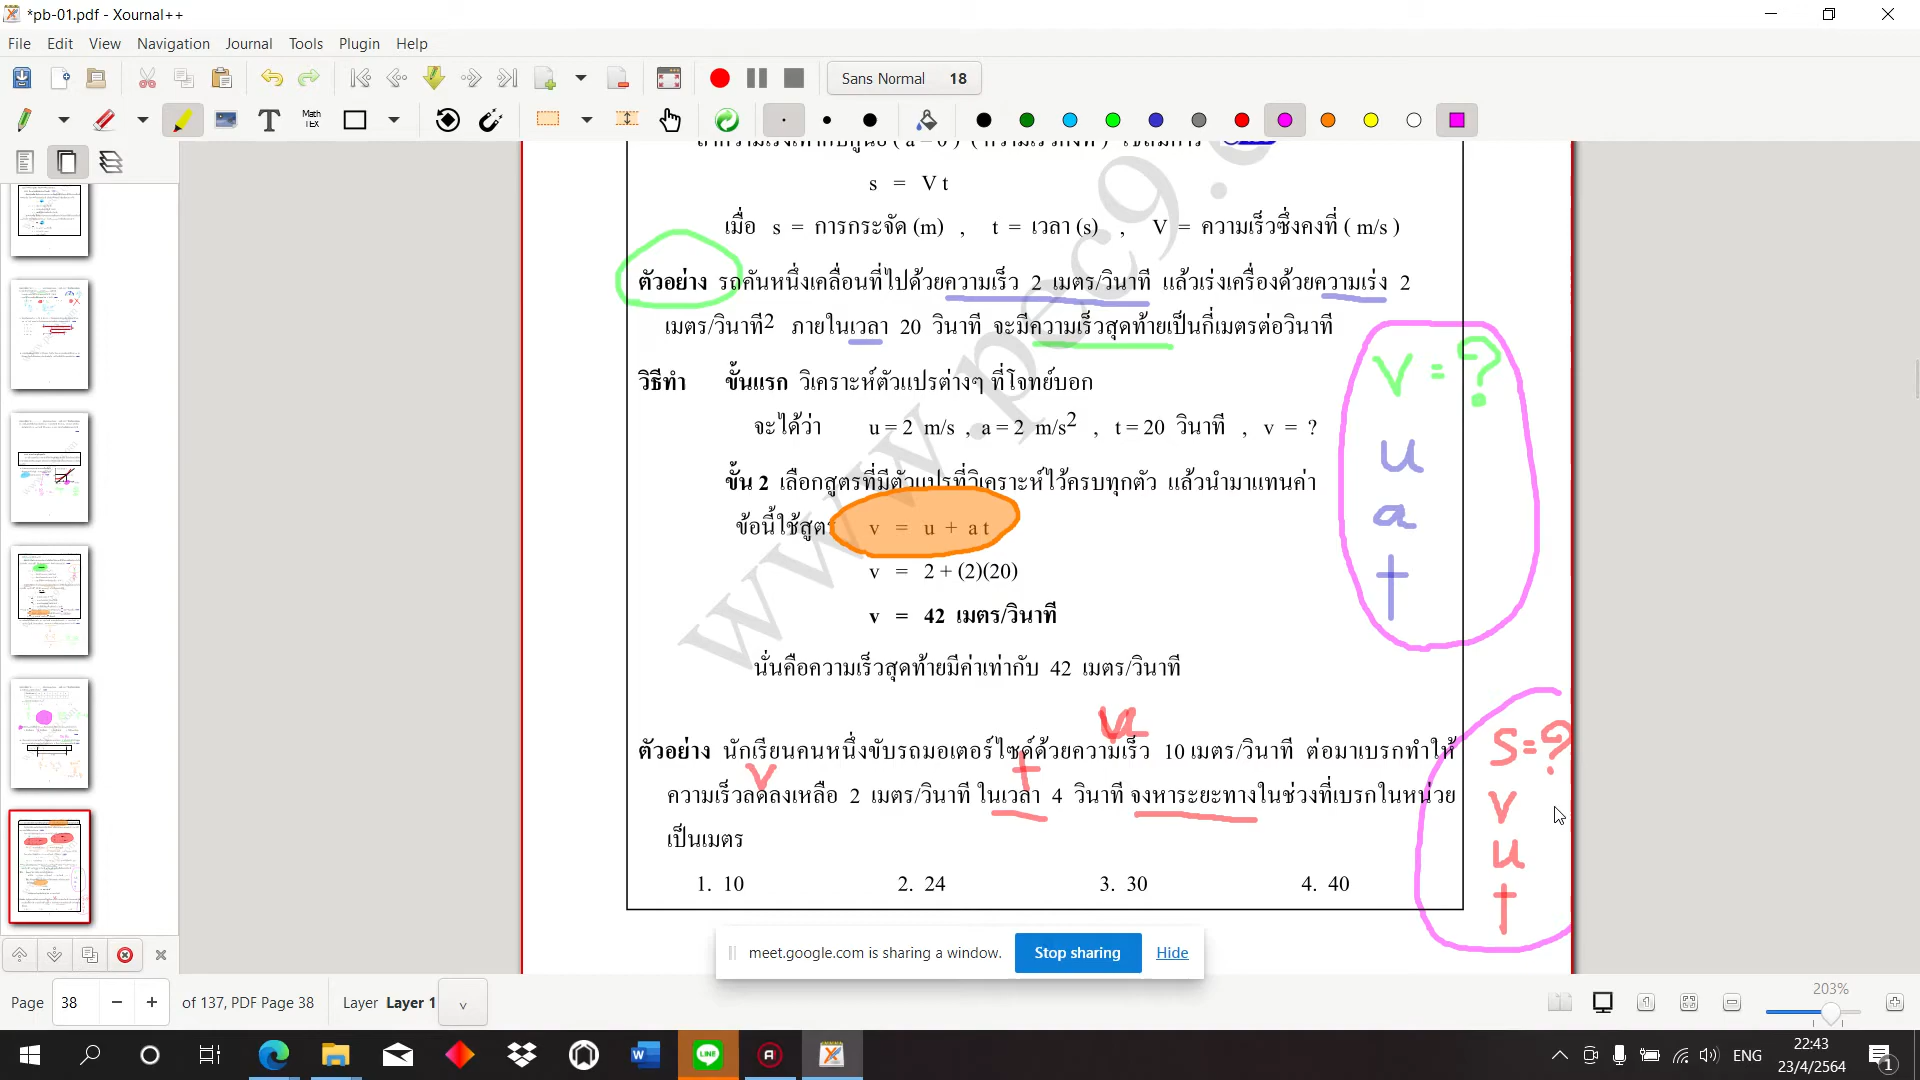 *pb-01.pdf - Xournal++
File Edit View Navigation Journal Tools Plugin Help
Sans Normal 18
Math
TEX
s = V t
เมื่อ s = การกระจัด (m) , t = เวลา (s) , V = ความเร็วซึ่งคงที่ ( m/s )
ตัวอย่าง รถคันหนึ่งเคลื่อนที่ไปด้วยความเร็ว 2 เมตร/วินาที แล้วเร่งเครื่องด้วยความเร่ง 2
เมตร/วินาที2 ภายในเวลา 20 วินาที จะมีความเร็วสุดท้ายเป็นกี่เมตรต่อวินาที
วิธีทำ ขั้นแรก วิเคราะห์ตัวแปรต่างๆ ที่โจทย์บอก
จะได้ว่า u = 2 m/s , a = 2 m/s2 , t = 20 วินาที , v = ?
ขั้น 2 เลือกสูตรที่มีตัวแปรที่วิเคราะห์ไว้ครบทุกตัว แล้วนำมาแทนค่า
ข้อนี้ใช้สูตร v = u + a t
v = 2 + (2)(20)
v = 42 เมตร/วินาที
นั่นคือความเร็วสุดท้ายมีค่าเท่ากับ 42 เมตร/วินาที
v = ?
u
a
t
u
ตัวอย่าง นักเรียนคนหนึ่งขับรถมอเตอร์ไซด์ด้วยความเร็ว 10 เมตร/วินาที ต่อมาเบรกทำให้
v t
ความเร็วลดลงเหลือ 2 เมตร/วินาที ในเวลา 4 วินาที จงหาระยะทางในช่วงที่เบรกในหน่วย
เป็นเมตร
1. 10 2. 24 3. 30 4. 40
s=?
v
u
t
www.pec9.c
meet.google.com is sharing a window. Stop sharing Hide
Page 38 of 137, PDF Page 38 Layer Layer 1
203%
ENG
22:43
23/4/2564
1